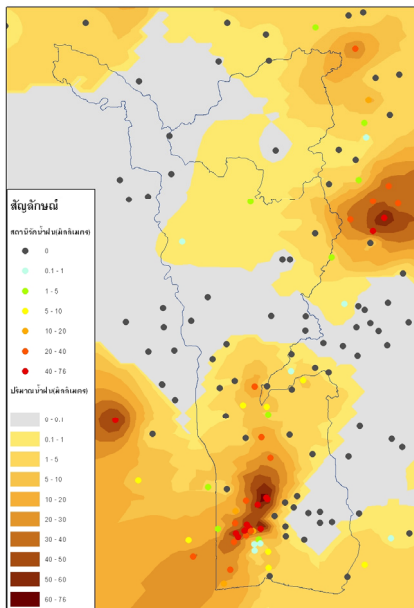 สัญลักษณ์
สถานีวัดน้ำฝน(มิลลิเมตร)
0
0.1 - 1
1 - 5
5 - 10
10 - 20
20 - 40
40 - 76
ปริมาณน้ำฝน(มิลลิเมตร)
0 - 0.1
0.1 - 1
1 - 5
5 - 10
10 - 20
20 - 30
30 - 40
40 - 50
50 - 60
60 - 76